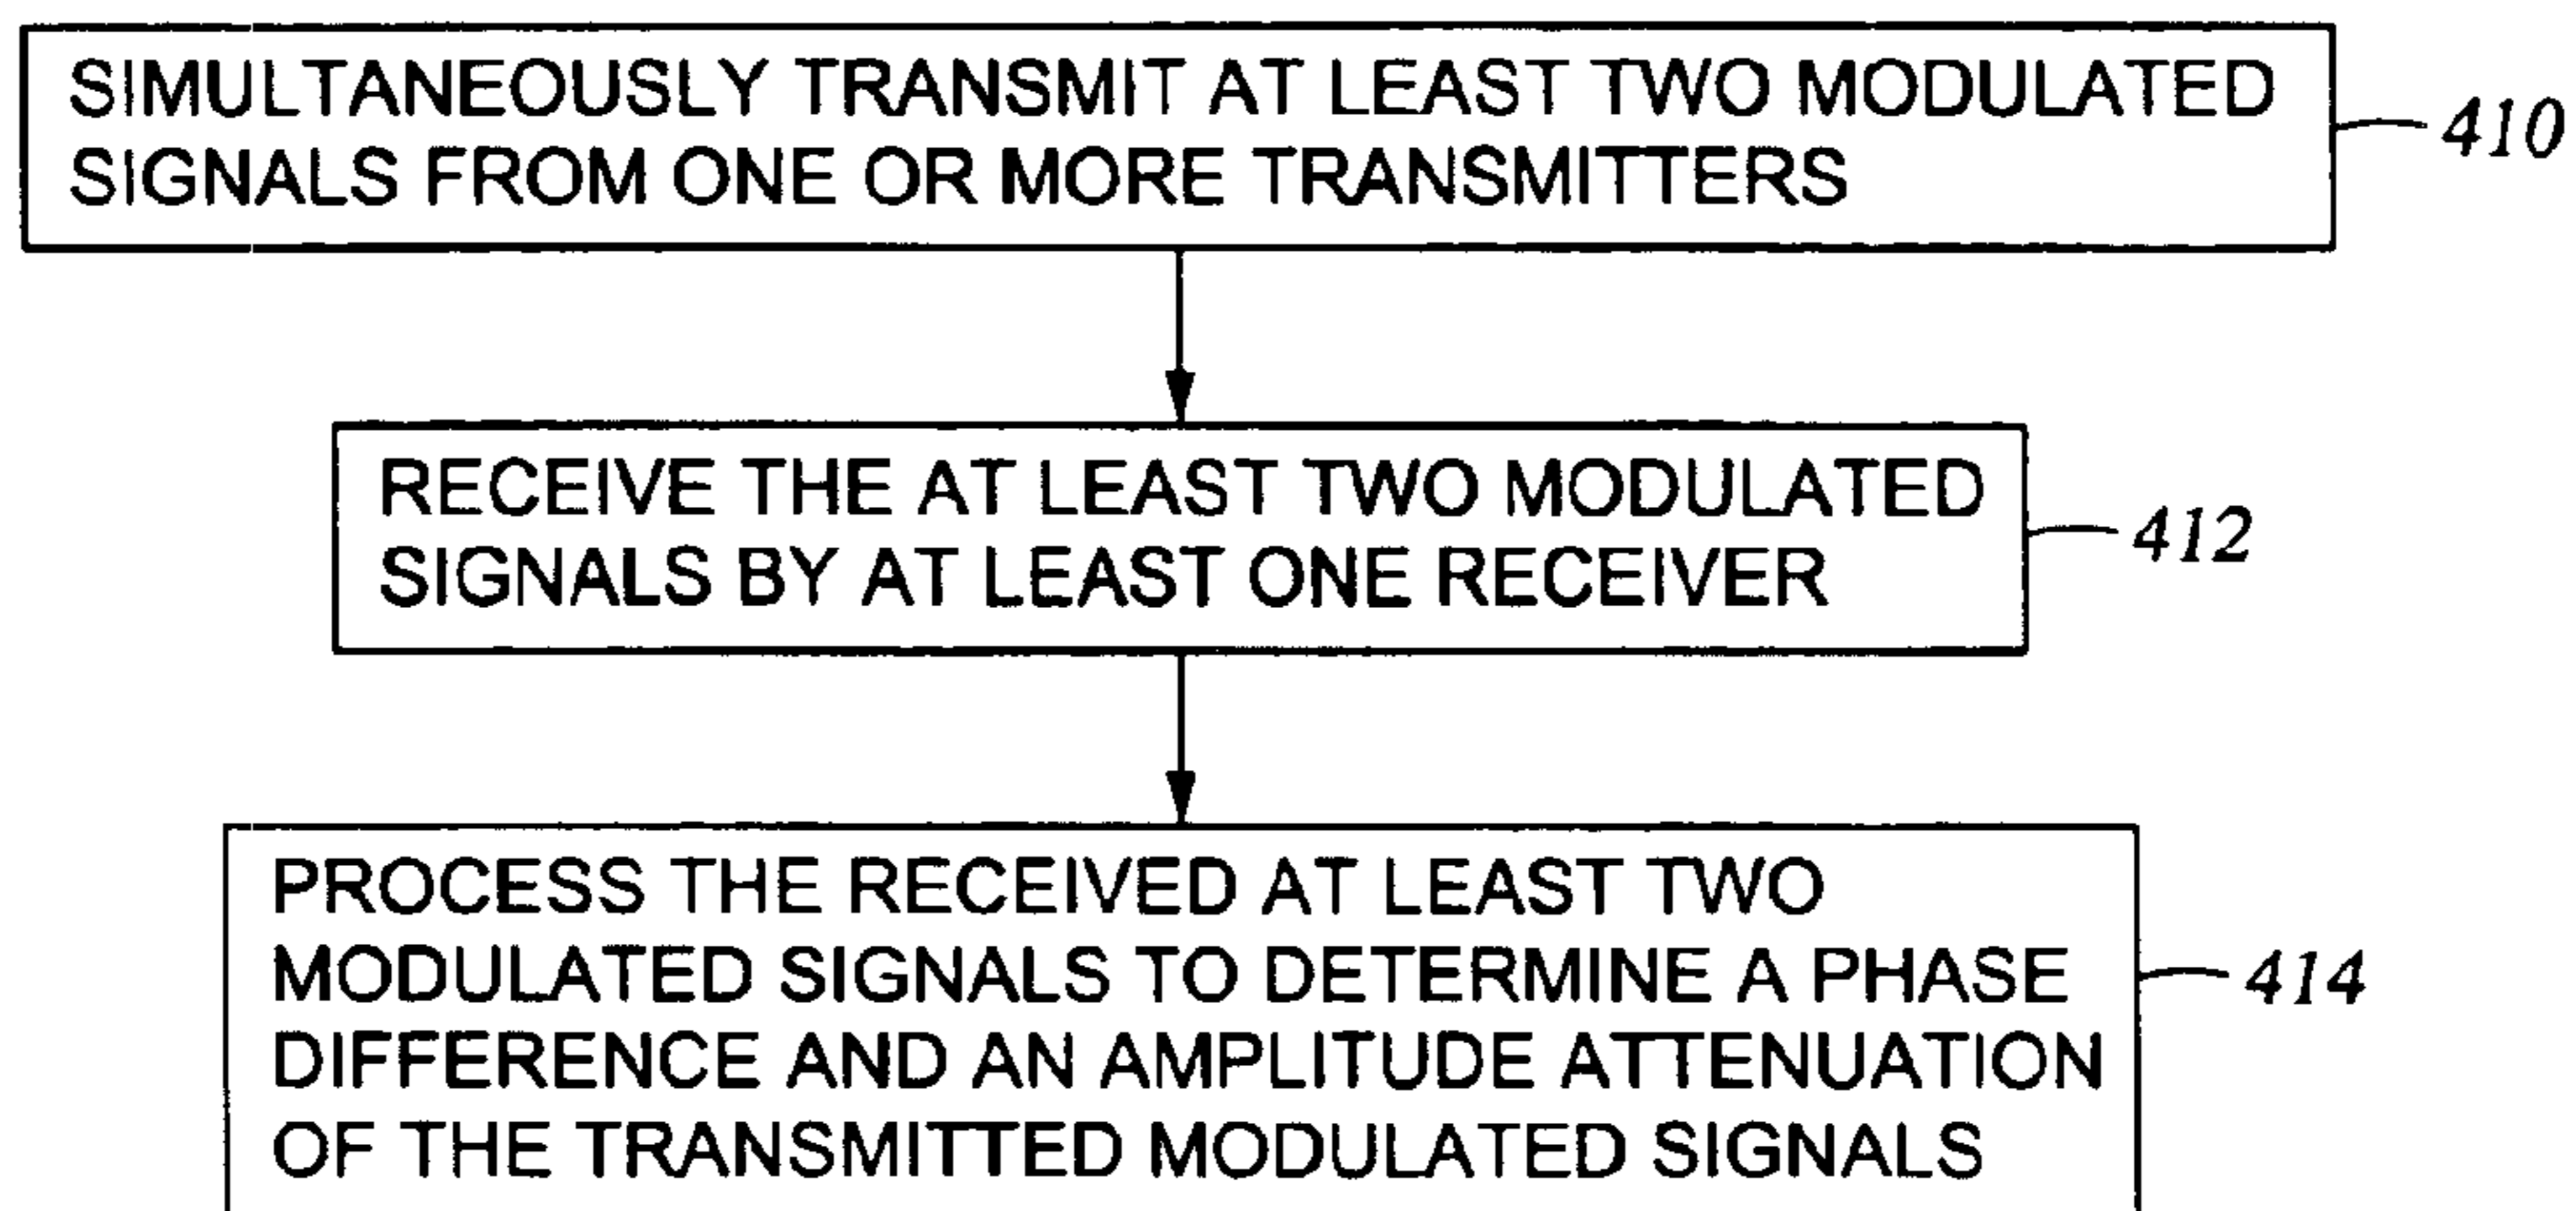 SIMULTANEOUSLY TRANSMIT AT LEAST TWO MODULATED
SIGNALS FROM ONE OR MORE TRANSMITTERS
410
RECEIVE THE AT LEAST TWO MODULATED
SIGNALS BY AT LEAST ONE RECEIVER
412
PROCESS THE RECEIVED AT LEAST TWO
MODULATED SIGNALS TO DETERMINE A PHASE
DIFFERENCE AND AN AMPLITUDE ATTENUATION
OF THE TRANSMITTED MODULATED SIGNALS
414